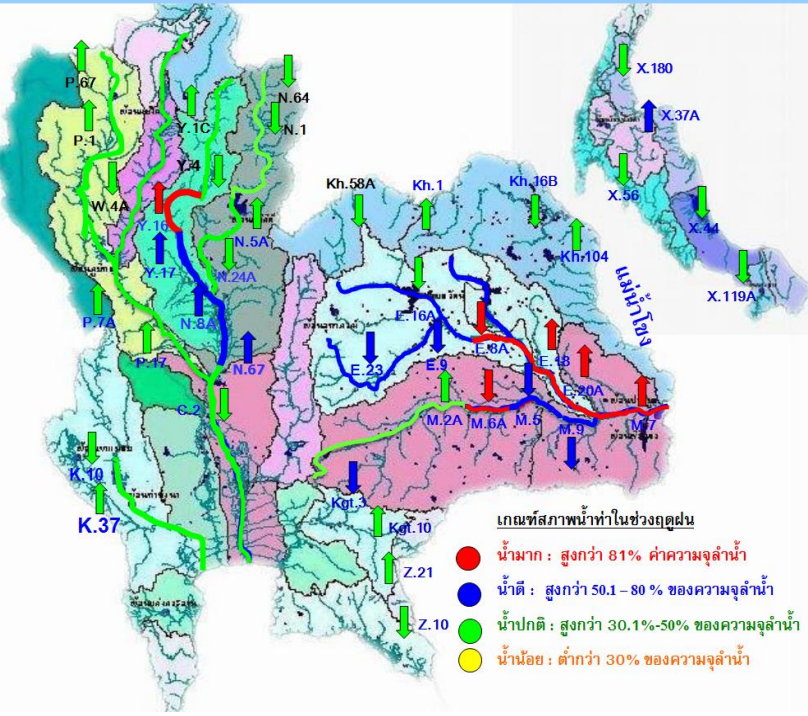 P.67
N.64
P.1
Y.1C
N.1
Y.4
W.4A
Kh.58A
Kh.1
Kh.16B
X.180
X.37A
X.56
X.44
X.119A
Y.16
N.5A
Kh.104
Y.17
N.24A
แม่น้ำโขง
P.7A
N.8A
E.16A
E.8A
P.17
N.67
E.23
E.9
E.18
E.20A
C.2
M.2A
M.6A
M.5
M.9
M.7
K.10
K.37
Kgt.3
Kgt.10
Z.21
Z.10
เกณฑ์สภาพน้ำท่าในช่วงฤดูฝน
น้ำมาก : สูงกว่า 81% ค่าความจุลำน้ำ
น้ำดี : สูงกว่า 50.1 – 80 % ของความจุลำน้ำ
น้ำปกติ : สูงกว่า 30.1%-50% ของความจุลำน้ำ
น้ำน้อย : ต่ำกว่า 30% ของความจุลำน้ำ